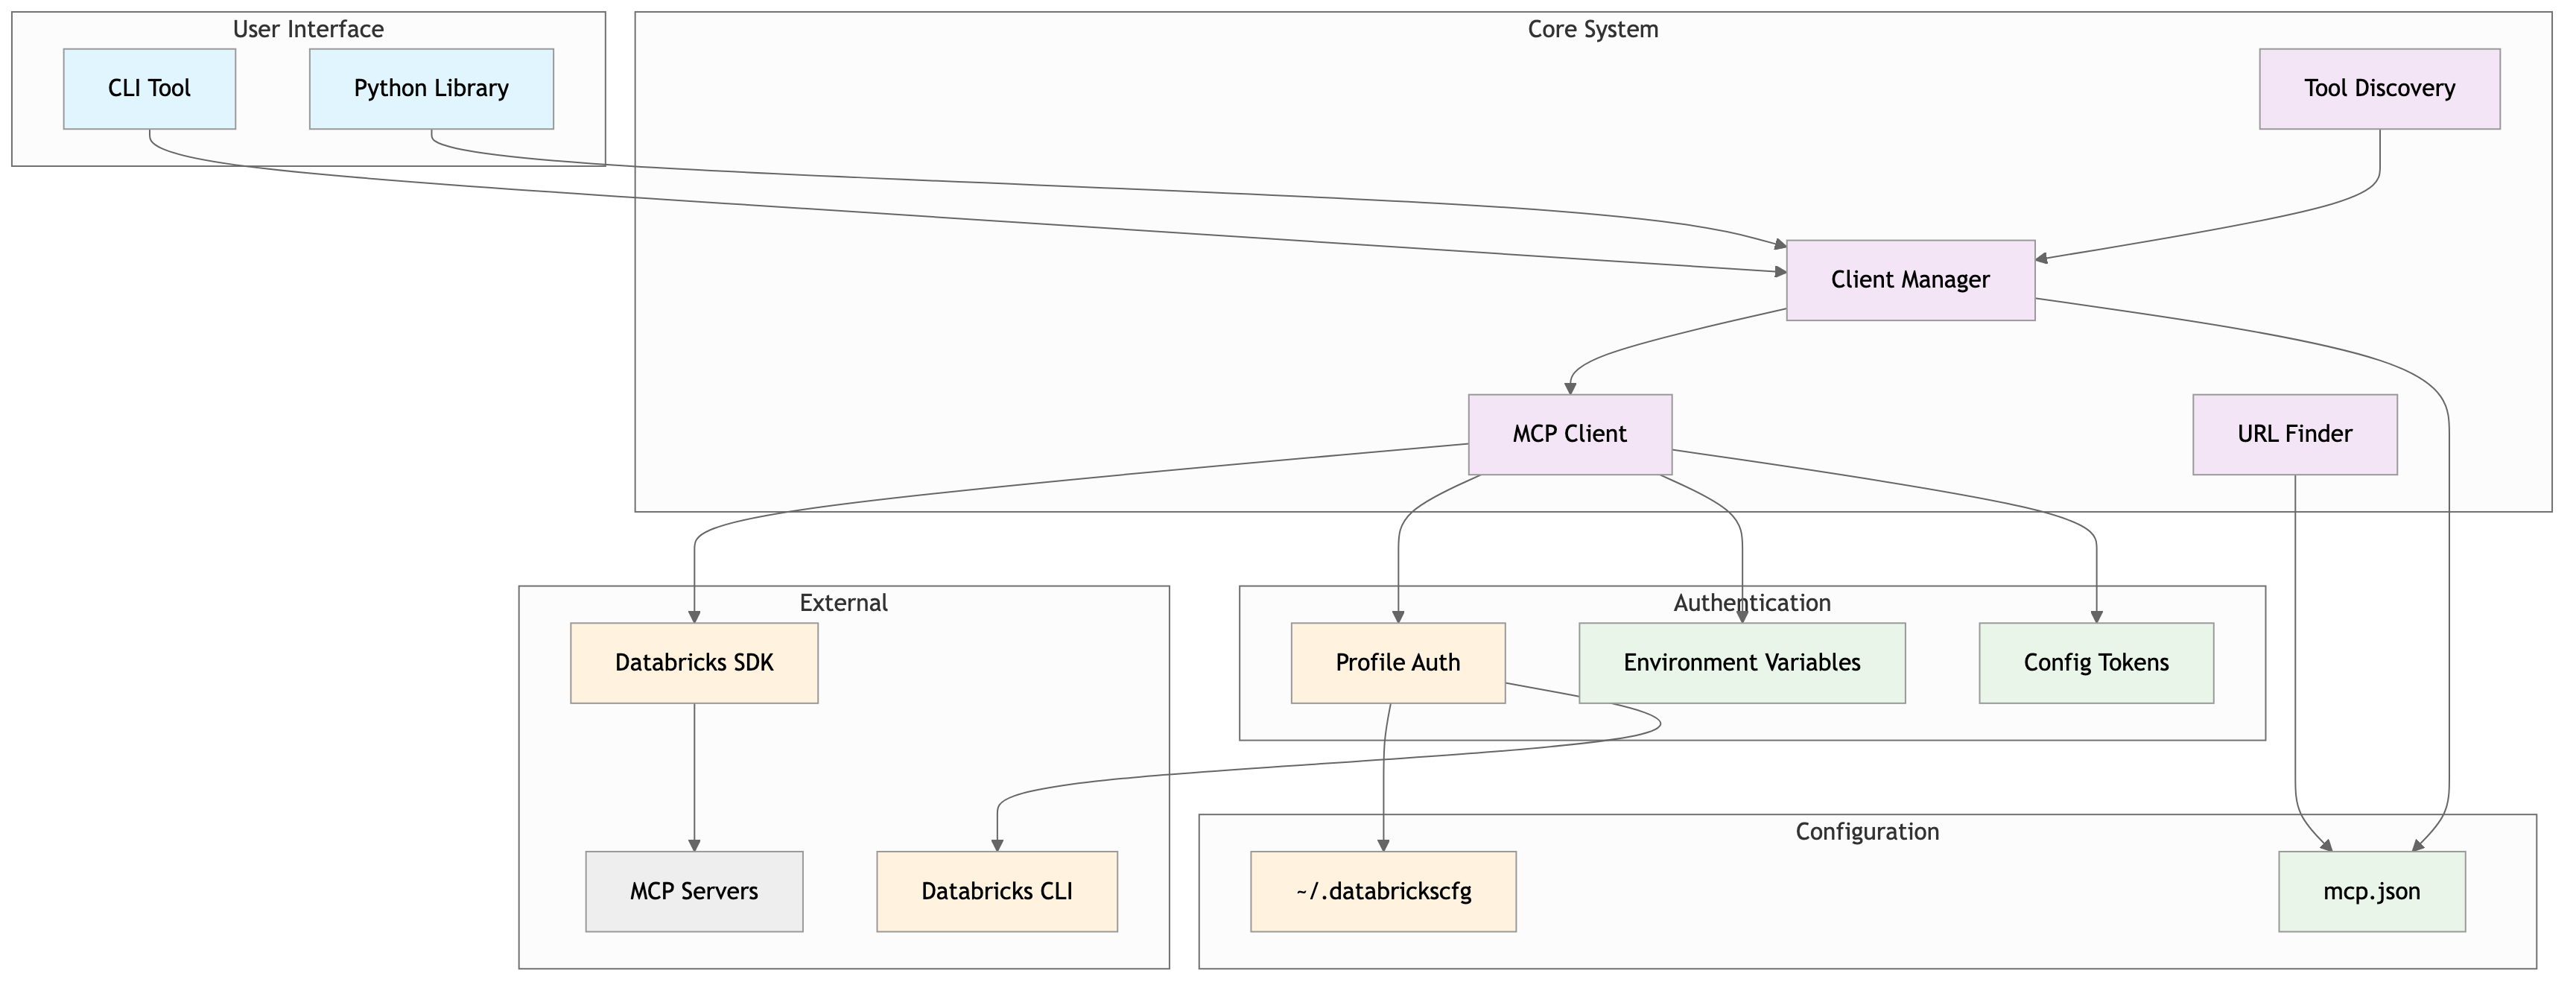 User Interface
CLI Tool
Python Library
Core System
Tool Discovery
Client Manager
MCP Client
URL Finder
External
Databricks SDK
MCP Servers
Databricks CLI
Authentication
Profile Auth
Environment Variables
Config Tokens
Configuration
~/.databrickscfg
mcp.json